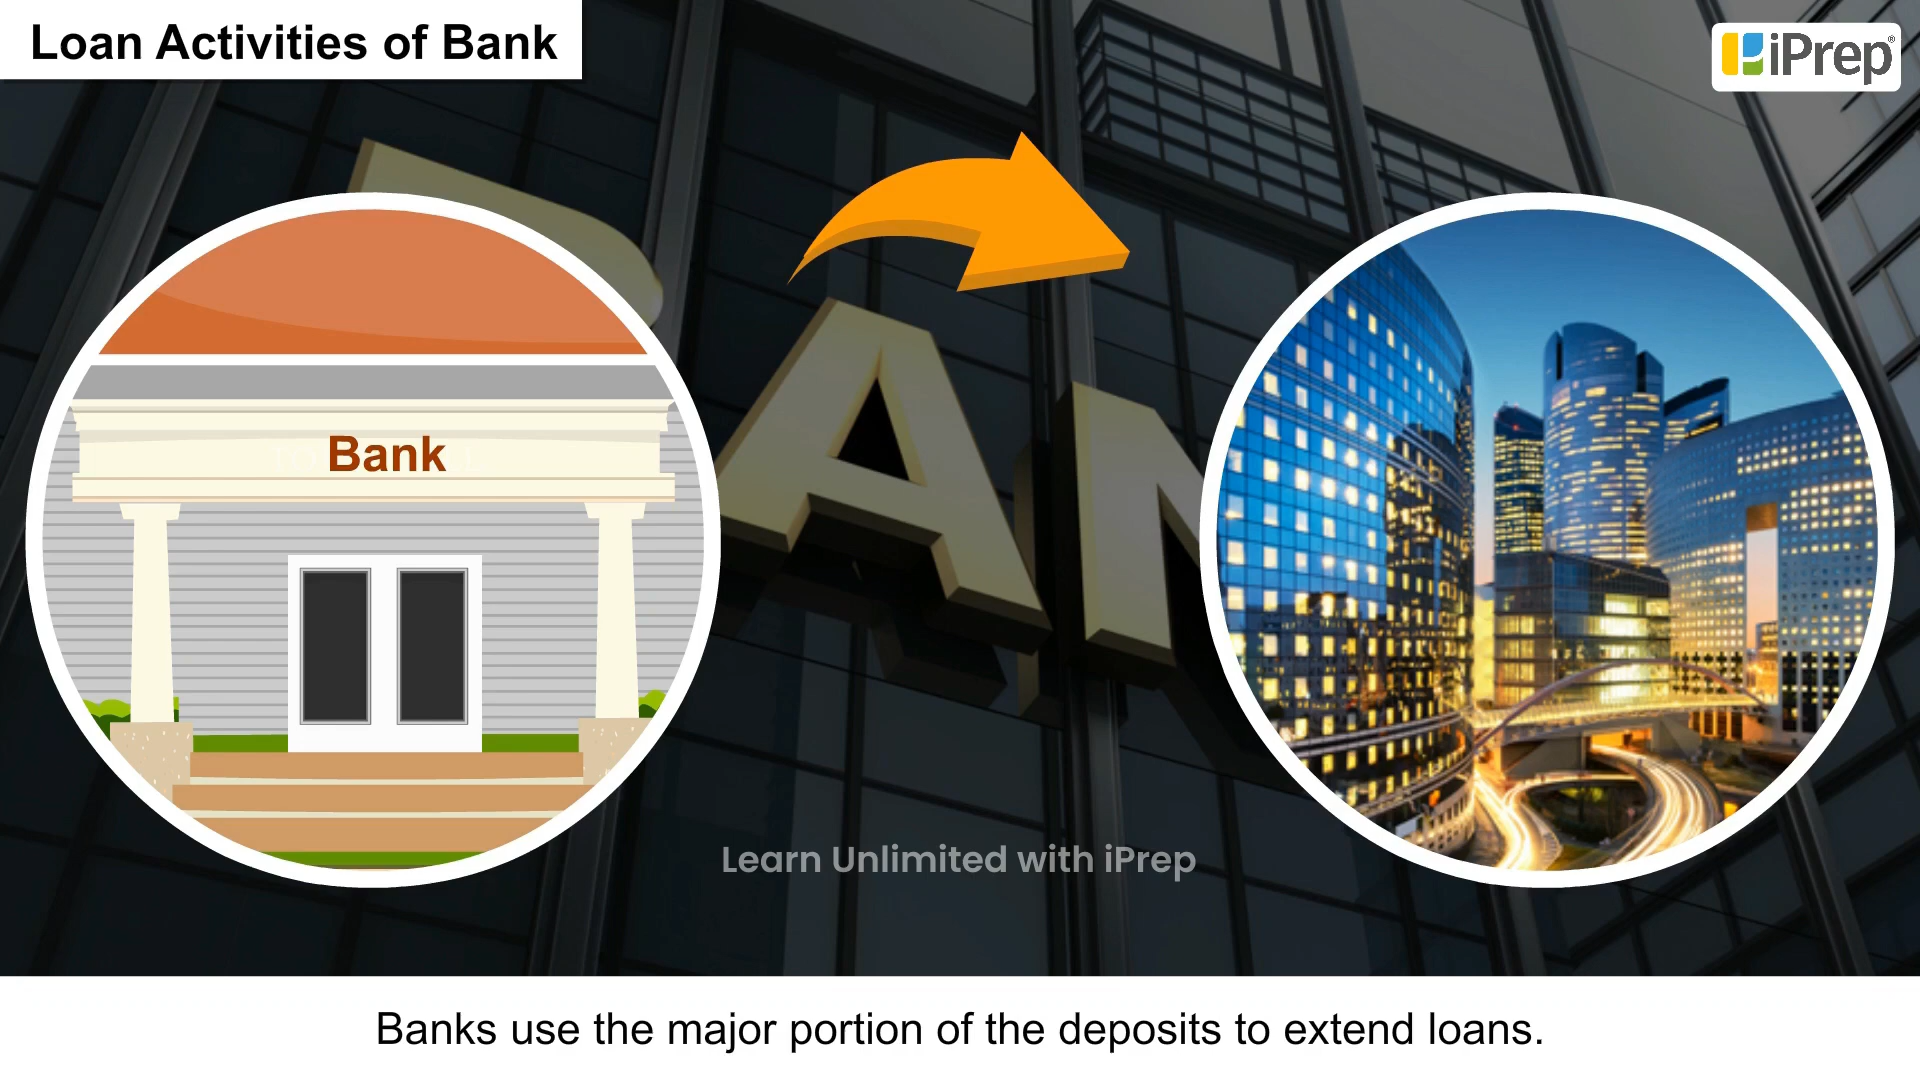 Loan Activities of Bank
iPrep®
Bank
AN
Learn Unlimited with iPrep
Banks use the major portion of the deposits to extend loans.